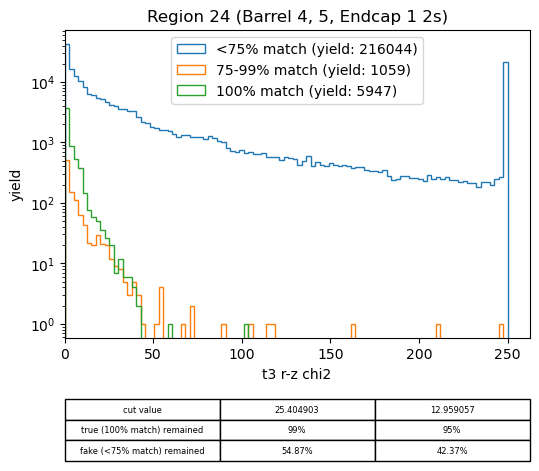 Region 24 (Barrel 4, 5, Endcap 1 2s)
<75% match (yield: 216044)
75-99% match (yield: 1059)
100% match (yield: 5947)
yield
10^4
10^3
10^2
10^1
10^0
0 50 100 150 200 250
t3 r-z chi2
cut value 25.404903 12.959057
true (100% match) remained 99% 95%
fake (<75% match) remained 54.87% 42.37%